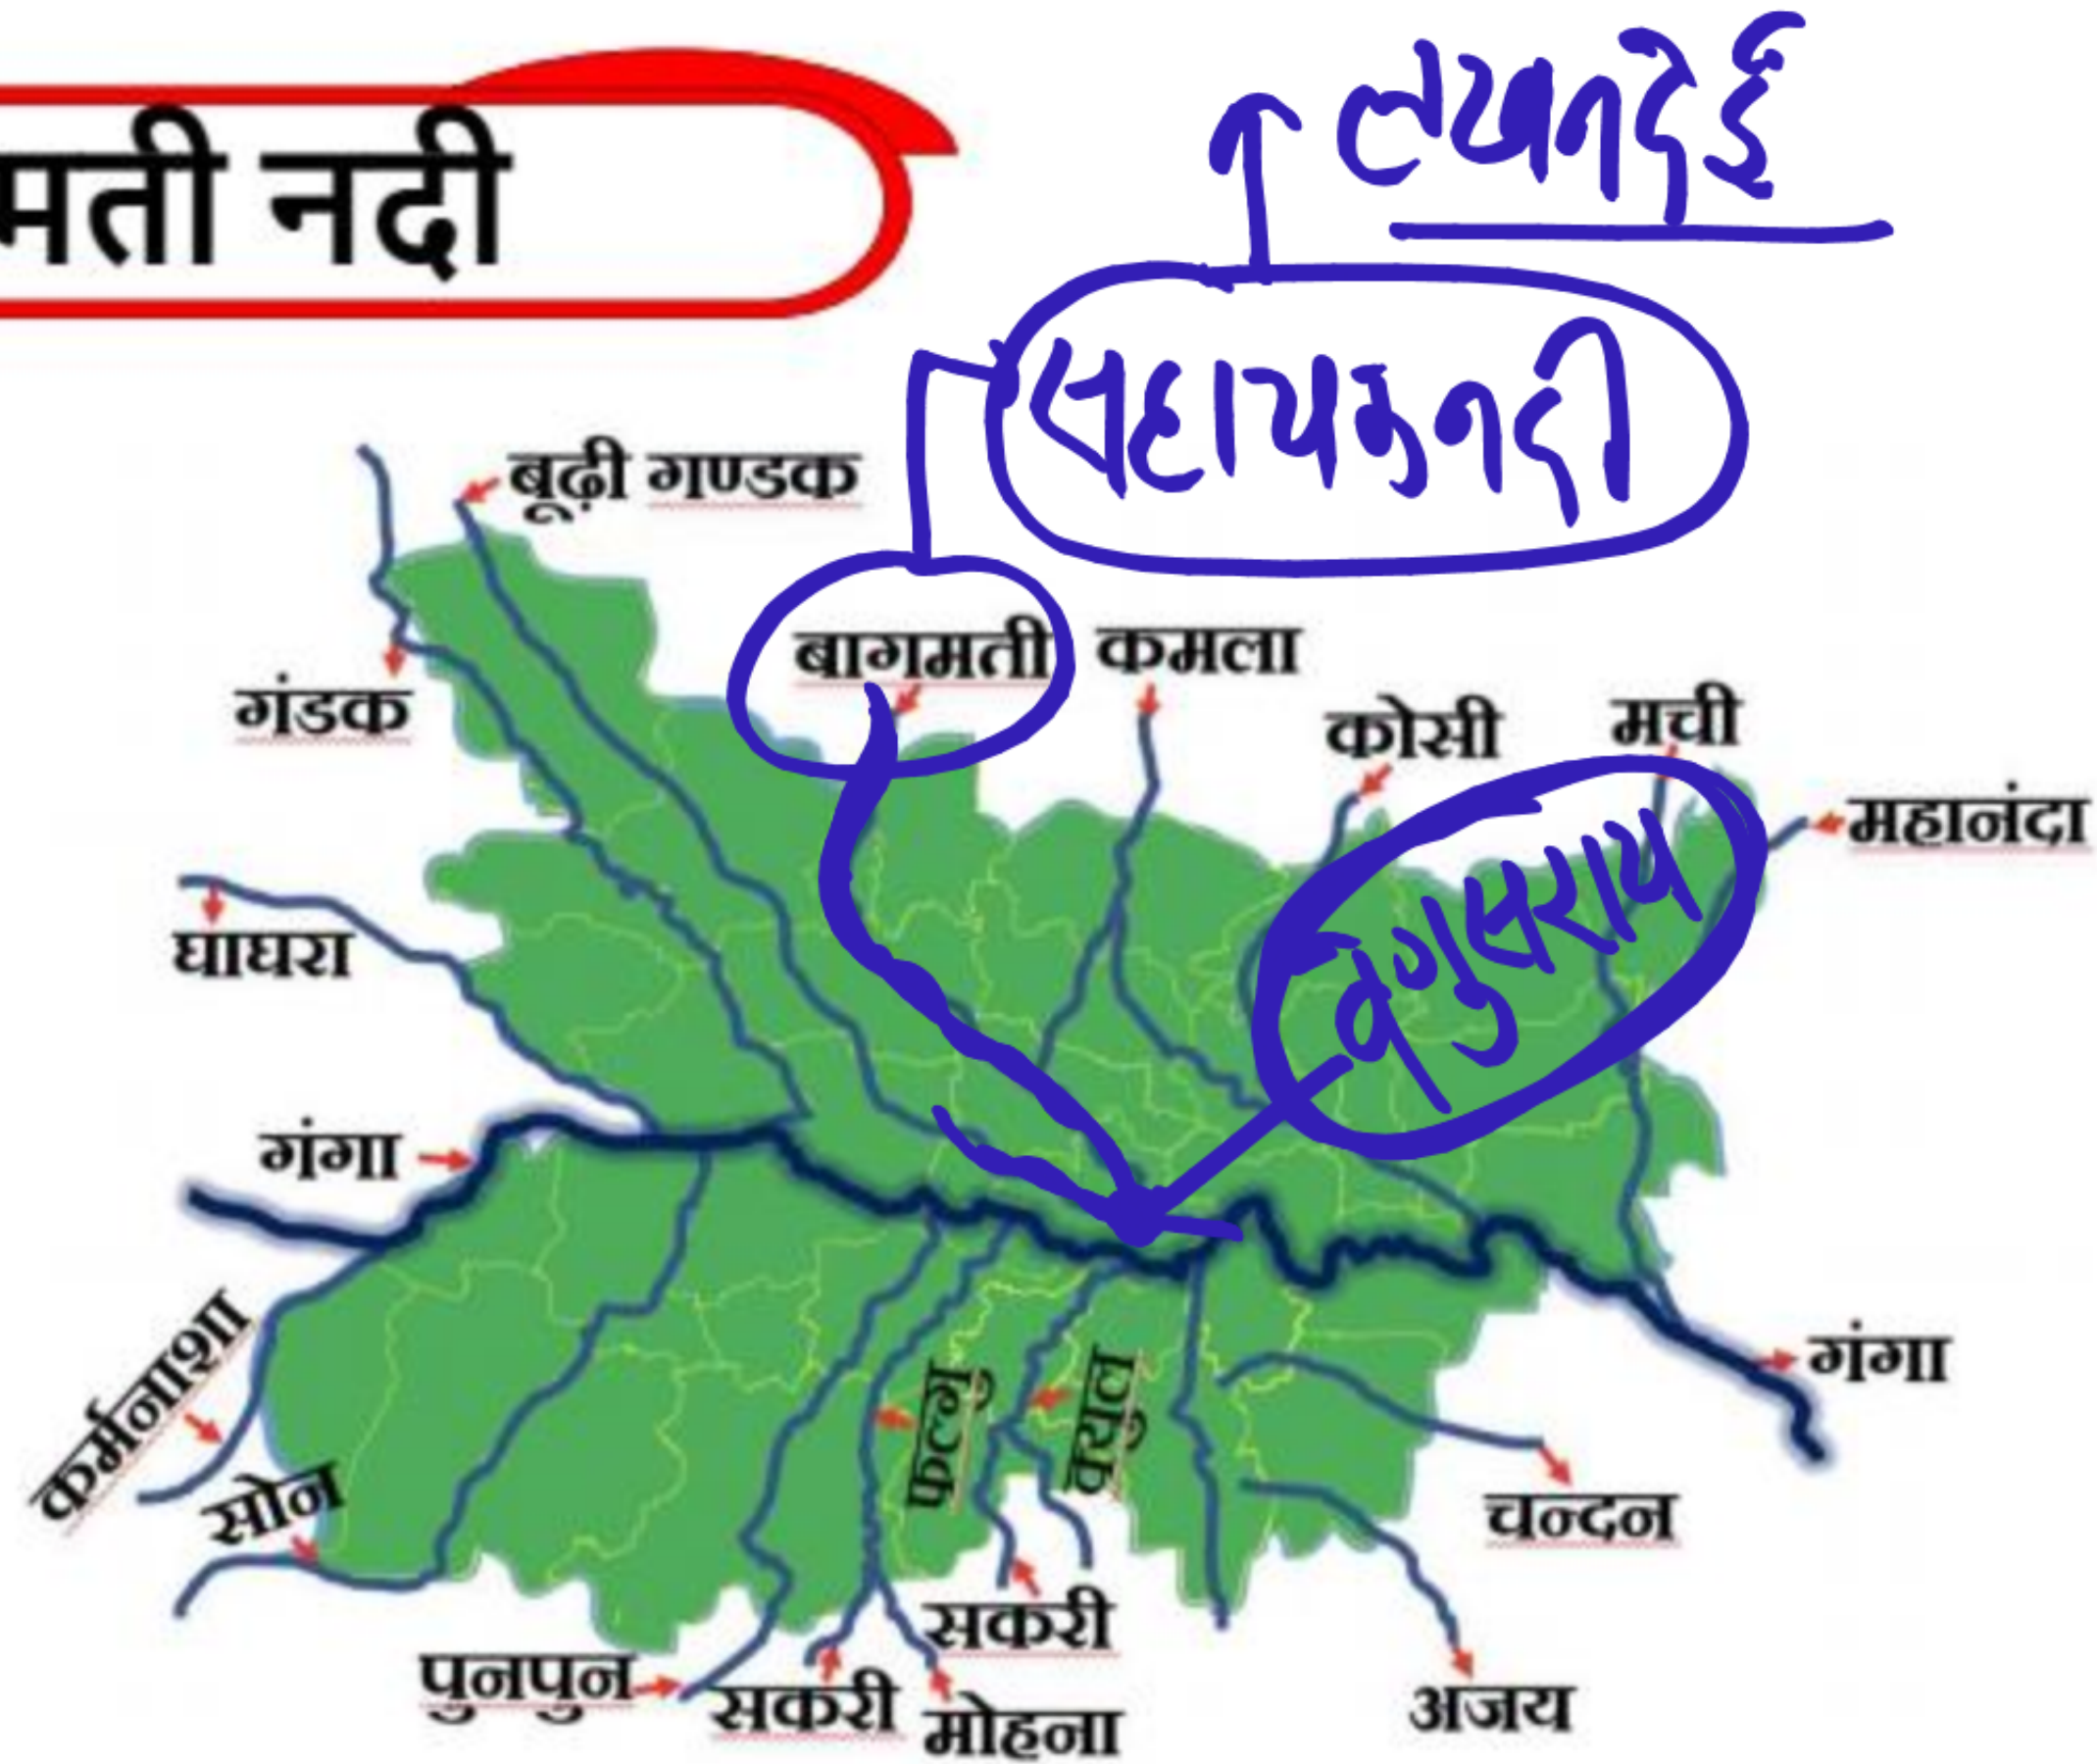 लखनदेई
मती नदी
सहायक नदी
बूढ़ी गण्डक
बागमती
कमला
गंडक
कोसी
मची
महानंदा
घाघरा
वेगुसराय
गंगा
कर्मनाशा
सोन
फल्गु
क्युल
गंगा
चन्दन
सकरी
पुनपुन
सकरी
मोहना
अजय